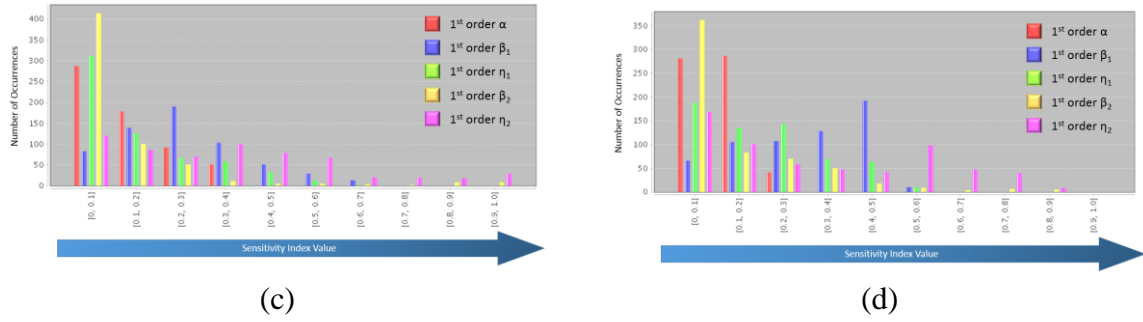 Number of Occurrences
400
350
300
250
200
150
100
50
0
1st order α
1st order β1
1st order η1
1st order β2
1st order η2
[0, 0.1]
[0.1, 0.2]
[0.2, 0.3]
[0.3, 0.4]
[0.4, 0.5]
[0.5, 0.6]
[0.6, 0.7]
[0.7, 0.8]
[0.8, 0.9]
[0.9, 1.0]
Sensitivity Index Value
(c)
Number of Occurrences
350
300
250
200
150
100
50
0
1st order α
1st order β1
1st order η1
1st order β2
1st order η2
[0, 0.1]
[0.1, 0.2]
[0.2, 0.3]
[0.3, 0.4]
[0.4, 0.5]
[0.5, 0.6]
[0.6, 0.7]
[0.7, 0.8]
[0.8, 0.9]
[0.9, 1.0]
Sensitivity Index Value
(d)